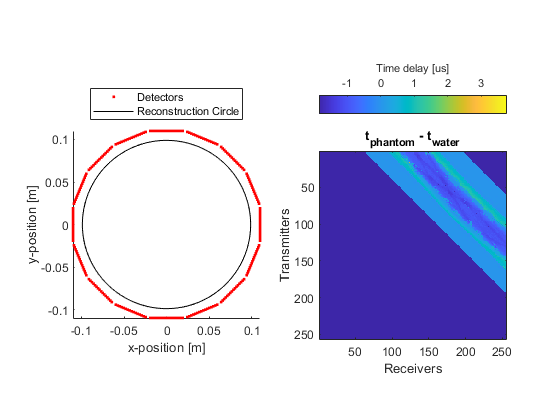 Detectors
Reconstruction Circle
0.1
0.05
0
-0.05
-0.1
y-position [m]
-0.1 -0.05 0 0.05 0.1
x-position [m]
Time delay [us]
-1 0 1 2 3
t_phantom - t_water
50
100
150
200
250
Transmitters
50 100 150 200 250
Receivers